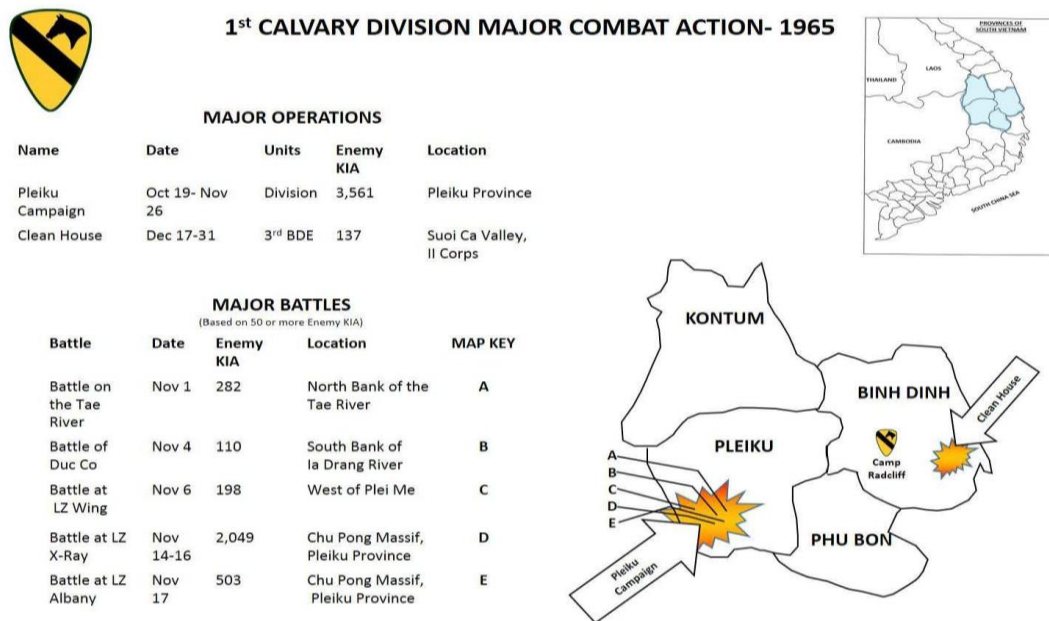 1st CALVARY DIVISION MAJOR COMBAT ACTION- 1965
PROVINCES OF
SOUTH VIETNAM
LAOS
THAILAND
CAMBODIA
SOUTH CHINA SEA
MAJOR OPERATIONS
Name Date Units Enemy Location
KIA
Pleiku Oct 19- Nov Division 3,561 Pleiku Province
Campaign 26
Clean House Dec 17-31 3rd BDE 137 Suoi Ca Valley,
II Corps
MAJOR BATTLES
(Based on 50 or more Enemy KIA)
Battle Date Enemy Location MAP KEY
KIA
Battle on Nov 1 282 North Bank of the A
the Tae Tae River
River
Battle of Nov 4 110 South Bank of B
Duc Co Ia Drang River
Battle at Nov 6 198 West of Plei Me C
LZ Wing
Battle at LZ Nov 2,049 Chu Pong Massif, D
X-Ray 14-16 Pleiku Province
Battle at LZ Nov 503 Chu Pong Massif, E
Albany 17 Pleiku Province
KONTUM
BINH DINH
Clean House
PLEIKU
Camp
Radcliff
A
B
C
D
E
PHU BON
Pleiku
Campaign